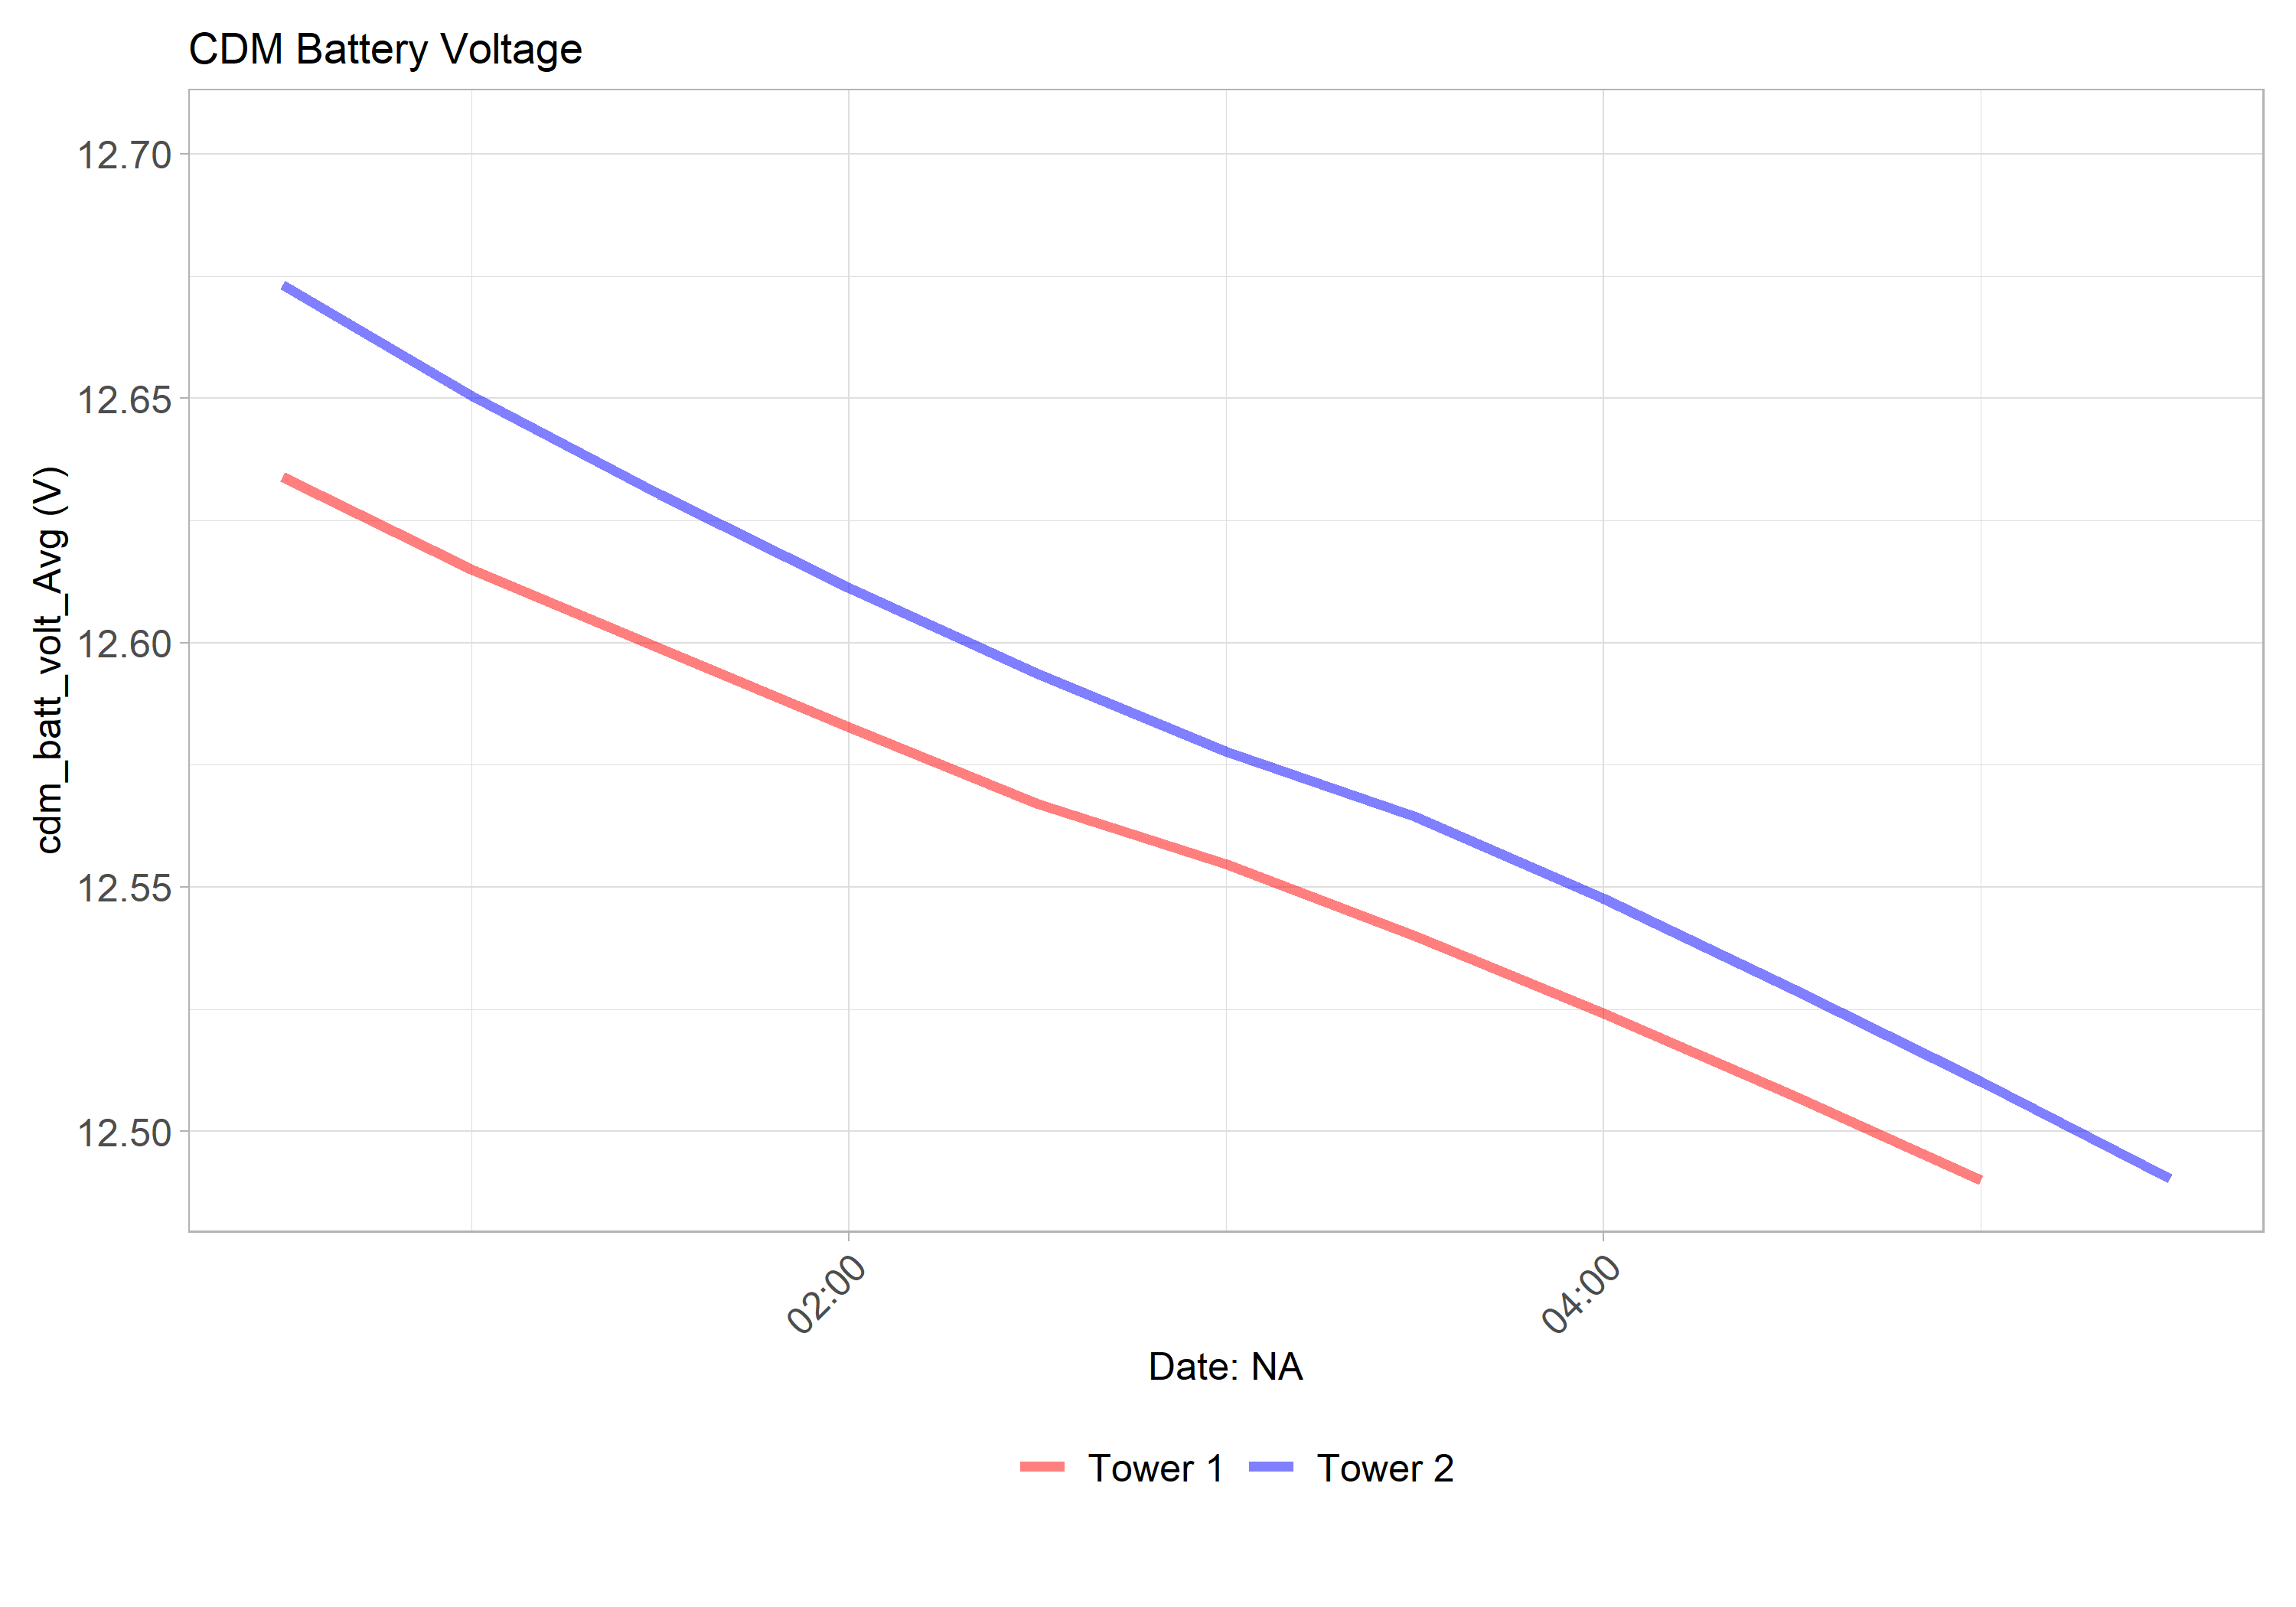 CDM Battery Voltage
12.70
12.65
12.60
12.55
12.50
cdm_batt_volt_Avg (V)
02:00
04:00
Date: NA
Tower 1
Tower 2